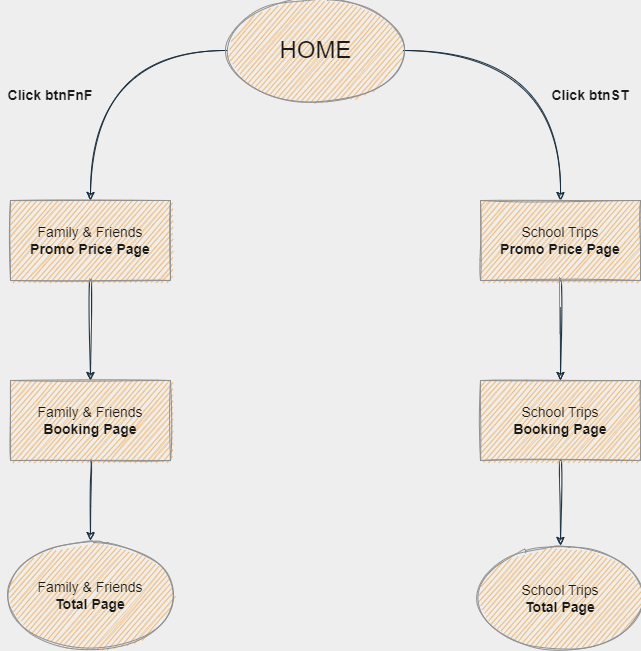 HOME
Click btnFnF
Click btnST
Family & Friends
Promo Price Page
School Trips
Promo Price Page
Family & Friends
Booking Page
School Trips
Booking Page
Family & Friends
Total Page
School Trips
Total Page